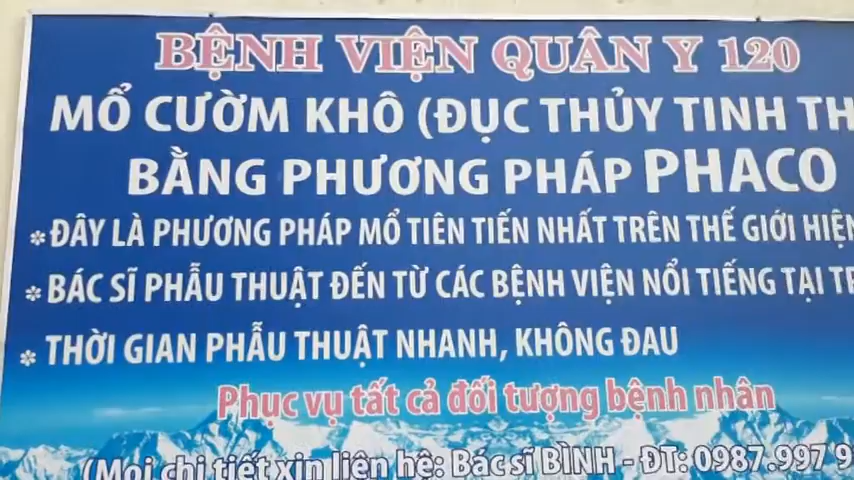 BỆNH VIỆN QUÂN Y 120
MỔ CƯỜM KHÔ (ĐỤC THỦY TINH
BẰNG PHƯƠNG PHÁP PHACO
* ĐÂY LÀ PHƯƠNG PHÁP MỔ TIÊN TIẾN NHẤT TRÊN THẾ GIỚI HIỆN
* BÁC SĨ PHẪU THUẬT ĐẾN TỪ CÁC BỆNH VIỆN NỔI TIẾNG TẠI
* THỜI GIAN PHẪU THUẬT NHANH, KHÔNG ĐAU
Phục vụ tất cả đối tượng bệnh nhân
(Mọi chi tiết xin liên hệ: Bác sĩ BÌNH - ĐT: 0987.997